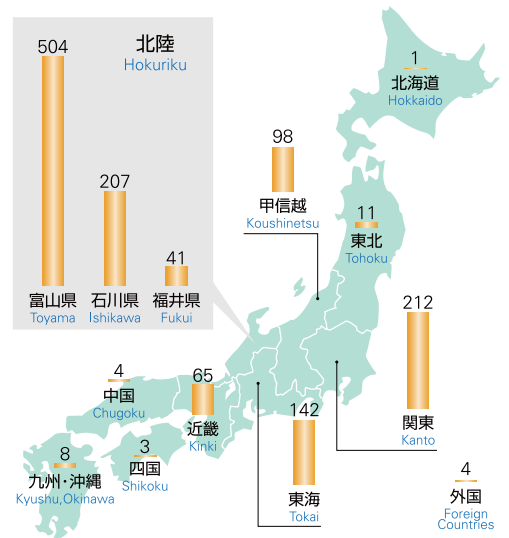 北陸
Hokuriku
504
富山県
Toyama
207
石川県
Ishikawa
41
福井県
Fukui
1
北海道
Hokkaido
98
甲信越
Koushinetsu
11
東北
Tohoku
212
関東
Kanto
4
中国
Chugoku
65
近畿
Kinki
142
東海
Tokai
8
九州・沖縄
Kyushu,Okinawa
3
四国
Shikoku
4
外国
Foreign
Countries